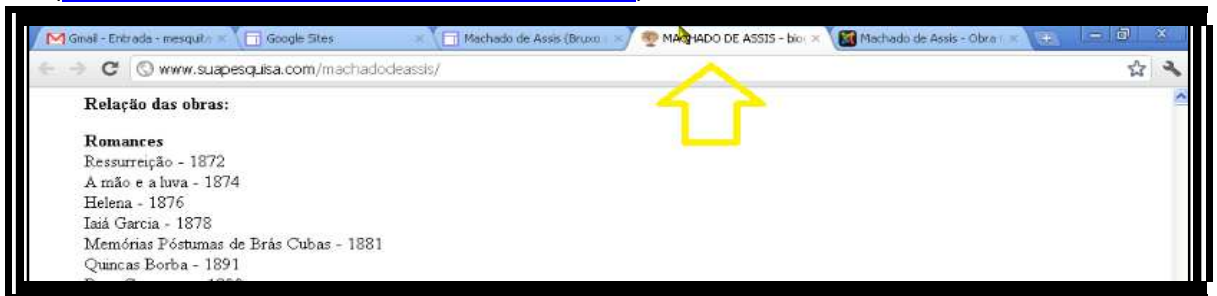 Gmail - Entrada - mesquita
Google Sites
Machado de Assis (Bruxo
MACHADO DE ASSIS - bio
Machado de Assis - Obra
www.suapesquisa.com/machadodeassis/
Relação das obras:
Romances
Ressurreição - 1872
A mão e a luva - 1874
Helena - 1876
Iaiá Garcia - 1878
Memórias Póstumas de Brás Cubas - 1881
Quincas Borba - 1891